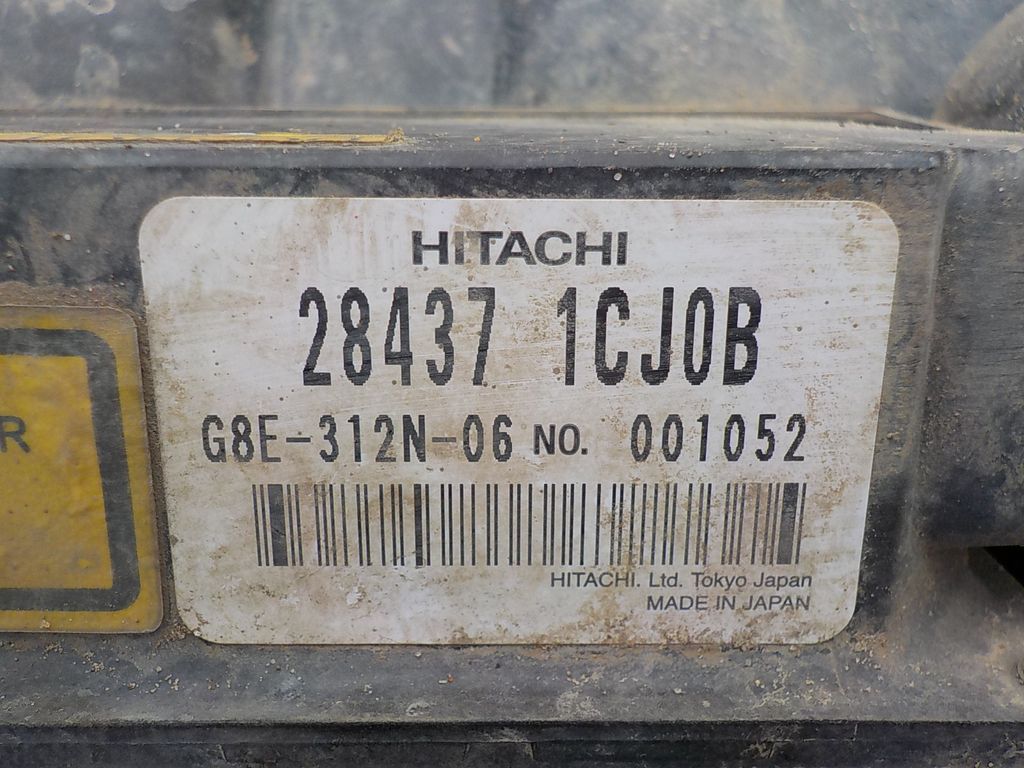 HITACHI
28437 1CJ0B
G8E-312N-06 NO. 001052
HITACHI. Ltd. Tokyo Japan
MADE IN JAPAN
R